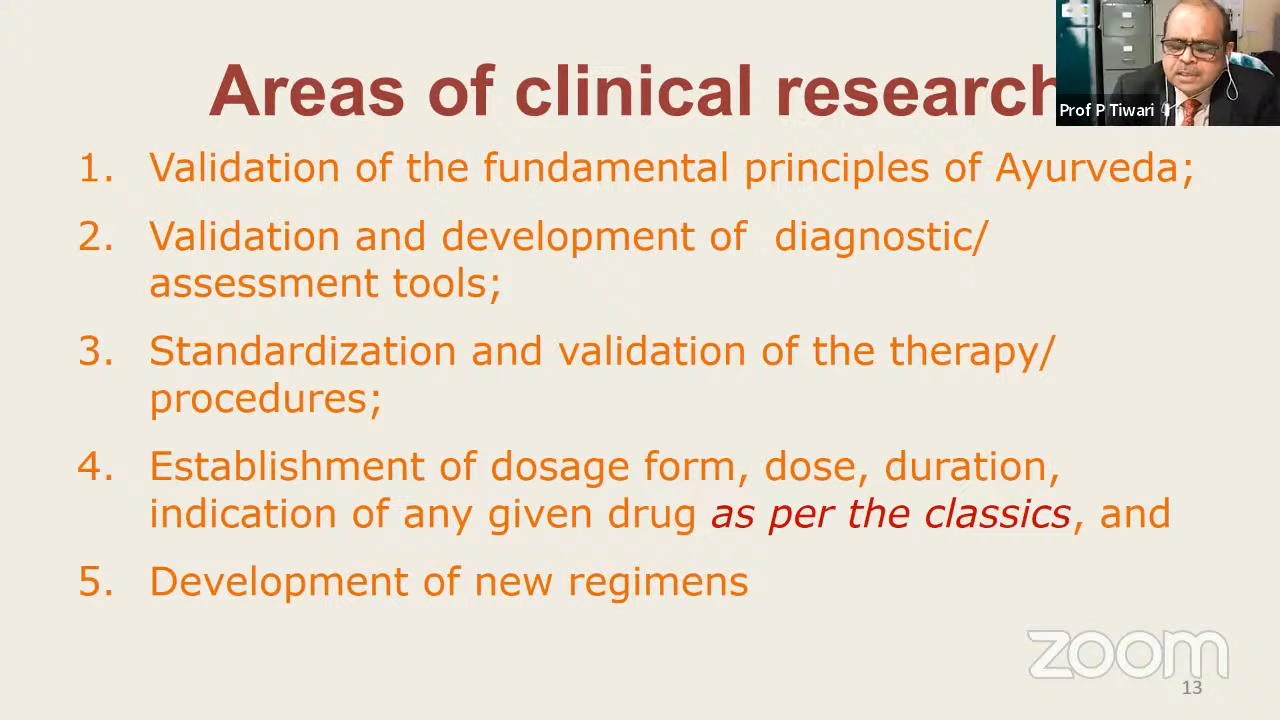 Areas of clinical research
Prof P Tiwari
1. Validation of the fundamental principles of Ayurveda;
2. Validation and development of diagnostic/
assessment tools;
3. Standardization and validation of the therapy/
procedures;
4. Establishment of dosage form, dose, duration,
indication of any given drug as per the classics, and
5. Development of new regimens
zoom
13